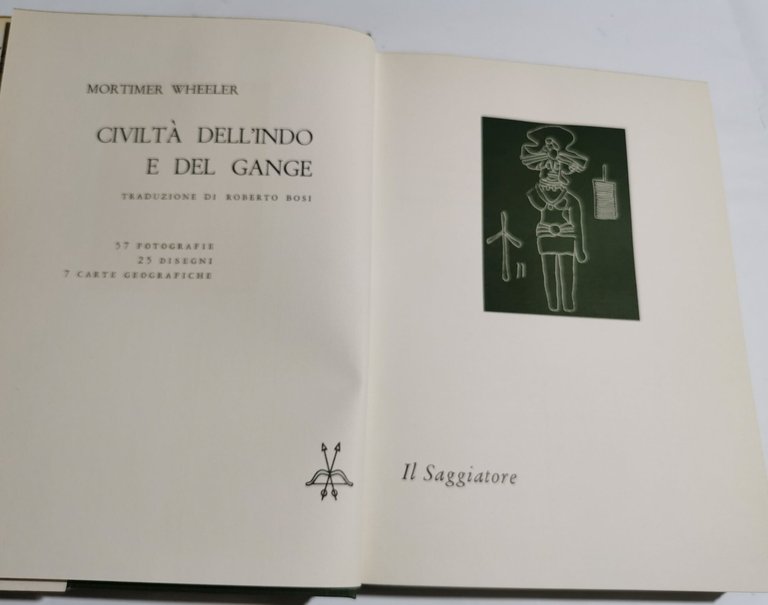 MORTIMER WHEELER
CIVILTÀ DELL'INDO
E DEL GANGE
TRADUZIONE DI ROBERTO BOSI
57 FOTOGRAFIE
25 DISEGNI
7 CARTE GEOGRAFICHE
Il Saggiatore